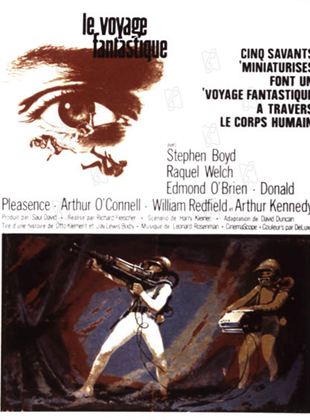 le voyage
fantastique
CINQ SAVANTS
'MINIATURISES
FONT UN
'VOYAGE FANTASTIQUE
A TRAVERS
LE CORPS HUMAIN
avec
Stephen Boyd
Raquel Welch
Edmond O'Brien · Donald
Pleasence · Arthur O'Connell · William Redfield et Arthur Kennedy
Produit par Saul David · Réalisé par Richard Fleischer · Scénario de Harry Kleiner · Adaptation de David Duncan
Tiré d'une histoire de Otto Klement et Jay Lewis Bixby · Musique de Leonard Rosenman · CinemaScope · Couleurs par DeLuxe